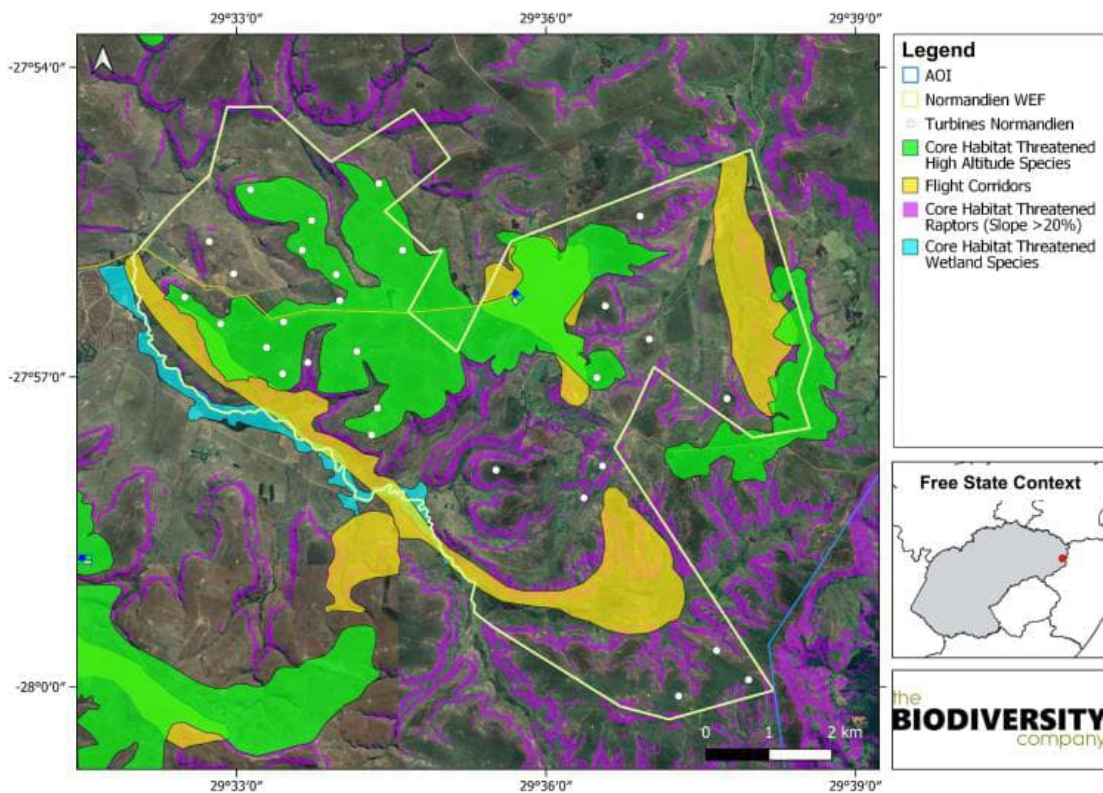 29°33'0"
29°36'0"
29°39'0"
-27°54'0"
-27°57'0"
-28°0'0"
0
1
2 km
29°33'0"
29°36'0"
29°39'0"
Legend
AOI
Normandien WEF
Turbines Normandien
Core Habitat Threatened
High Altitude Species
Flight Corridors
Core Habitat Threatened
Raptors (Slope >20%)
Core Habitat Threatened
Wetland Species
Free State Context
the
BIODIVERSITY
company